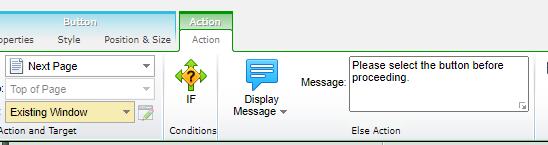 Button Action
operties Style Position & Size Action
Next Page
Top of Page
Existing Window
Action and Target
IF
Conditions
Display
Message
Message:
Please select the button before
proceeding.
Else Action